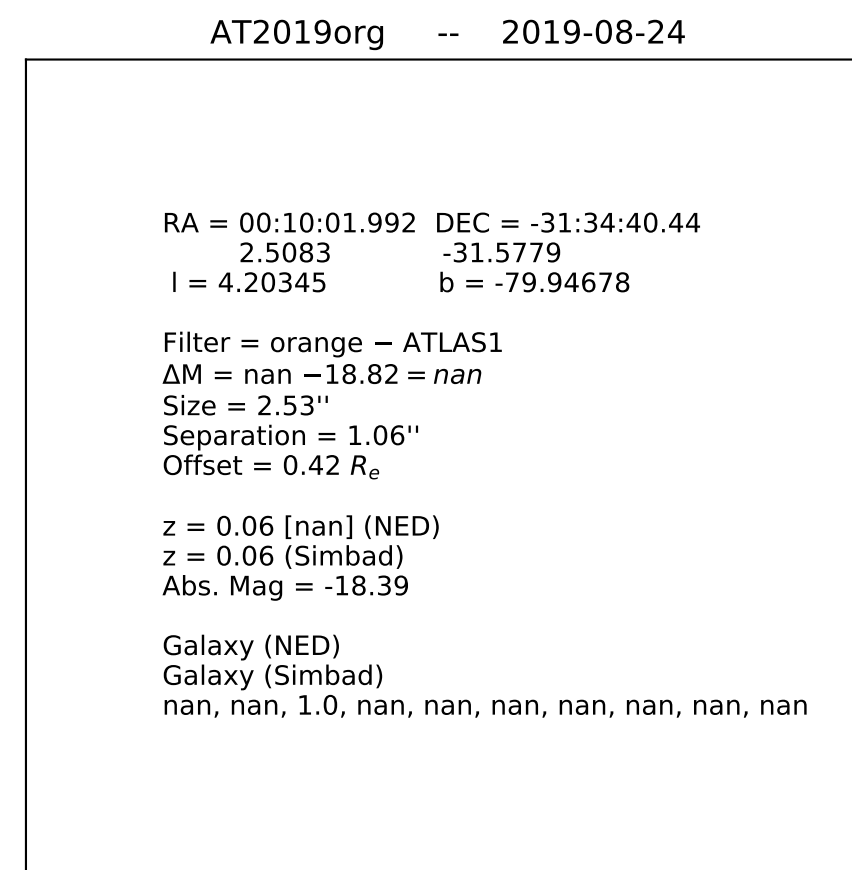 AT2019org -- 2019-08-24
RA = 00:10:01.992 DEC = -31:34:40.44
2.5083 -31.5779
l = 4.20345 b = -79.94678
Filter = orange − ATLAS1
ΔM = nan −18.82 = nan
Size = 2.53''
Separation = 1.06''
Offset = 0.42 Re
z = 0.06 [nan] (NED)
z = 0.06 (Simbad)
Abs. Mag = -18.39
Galaxy (NED)
Galaxy (Simbad)
nan, nan, 1.0, nan, nan, nan, nan, nan, nan, nan